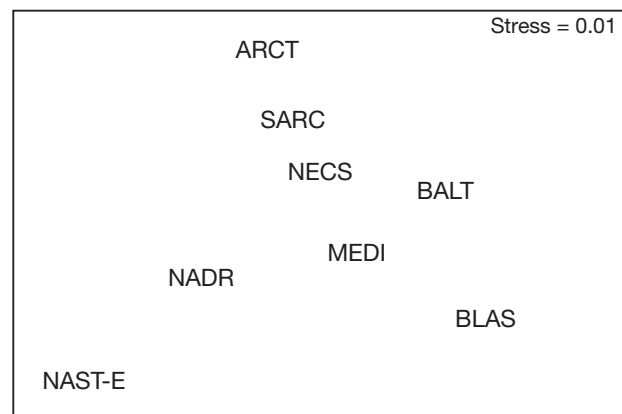 Stress = 0.01
ARCT
SARC
NECS
BALT
MEDI
NADR
BLAS
NAST-E